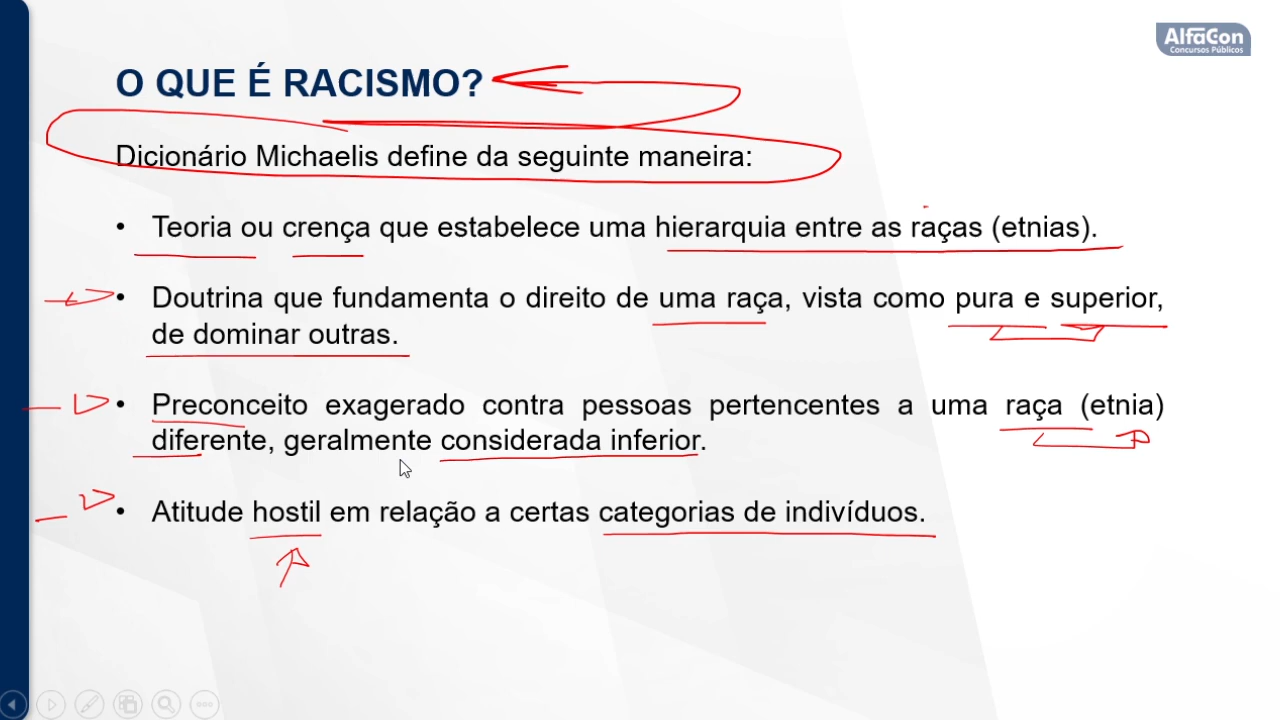 AlfaCon
Concursos Públicos
O QUE É RACISMO?
Dicionário Michaelis define da seguinte maneira:
• Teoria ou crença que estabelece uma hierarquia entre as raças (etnias).
• Doutrina que fundamenta o direito de uma raça, vista como pura e superior,
de dominar outras.
• Preconceito exagerado contra pessoas pertencentes a uma raça (etnia)
diferente, geralmente considerada inferior.
• Atitude hostil em relação a certas categorias de indivíduos.